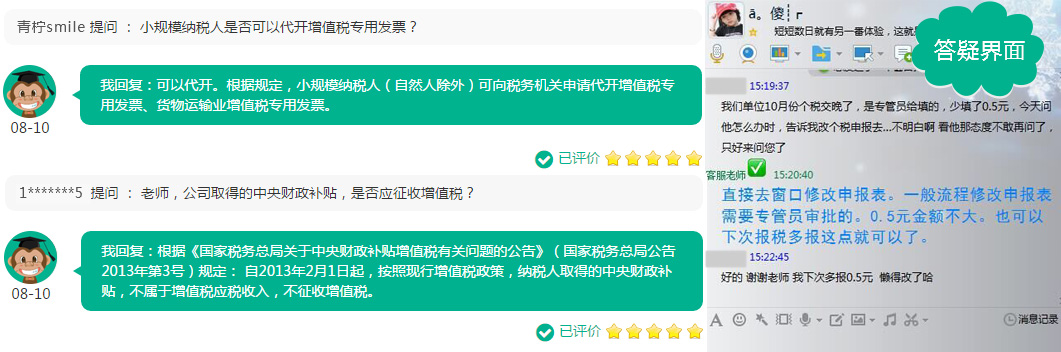 青柠smile 提问 ： 小规模纳税人是否可以代开增值税专用发票？
我回复：可以代开。根据规定，小规模纳税人（自然人除外）可向税务机关申请代开增值税专
用发票、货物运输业增值税专用发票。
08-10
已评价
1*******5 提问 ： 老师，公司取得的中央财政补贴，是否应征收增值税？
我回复：根据《国家税务总局关于中央财政补贴增值税有关问题的公告》（国家税务总局公告
2013年第3号）规定： 自2013年2月1日起，按照现行增值税政策，纳税人取得的中央财政补
贴，不属于增值税应税收入，不征收增值税。
08-10
已评价
ā。傻┆┏
短短数日就有另一番体验，这就
答疑界面
15:19:37
我们单位10月份个税交晚了，是专管员给填的，少填了0.5元，今天问
他怎么办时，告诉我改个税申报去...不明白啊 看他那态度不敢再问了，
只好来问您了
客服老师 15:20:40
直接去窗口修改申报表。一般流程修改申报表
需要专管员审批的。0.5元金额不大。也可以
下次报税多报这点就可以了。
15:22:45
好的 谢谢老师 我下次多报0.5元 懒得改了哈
消息记录